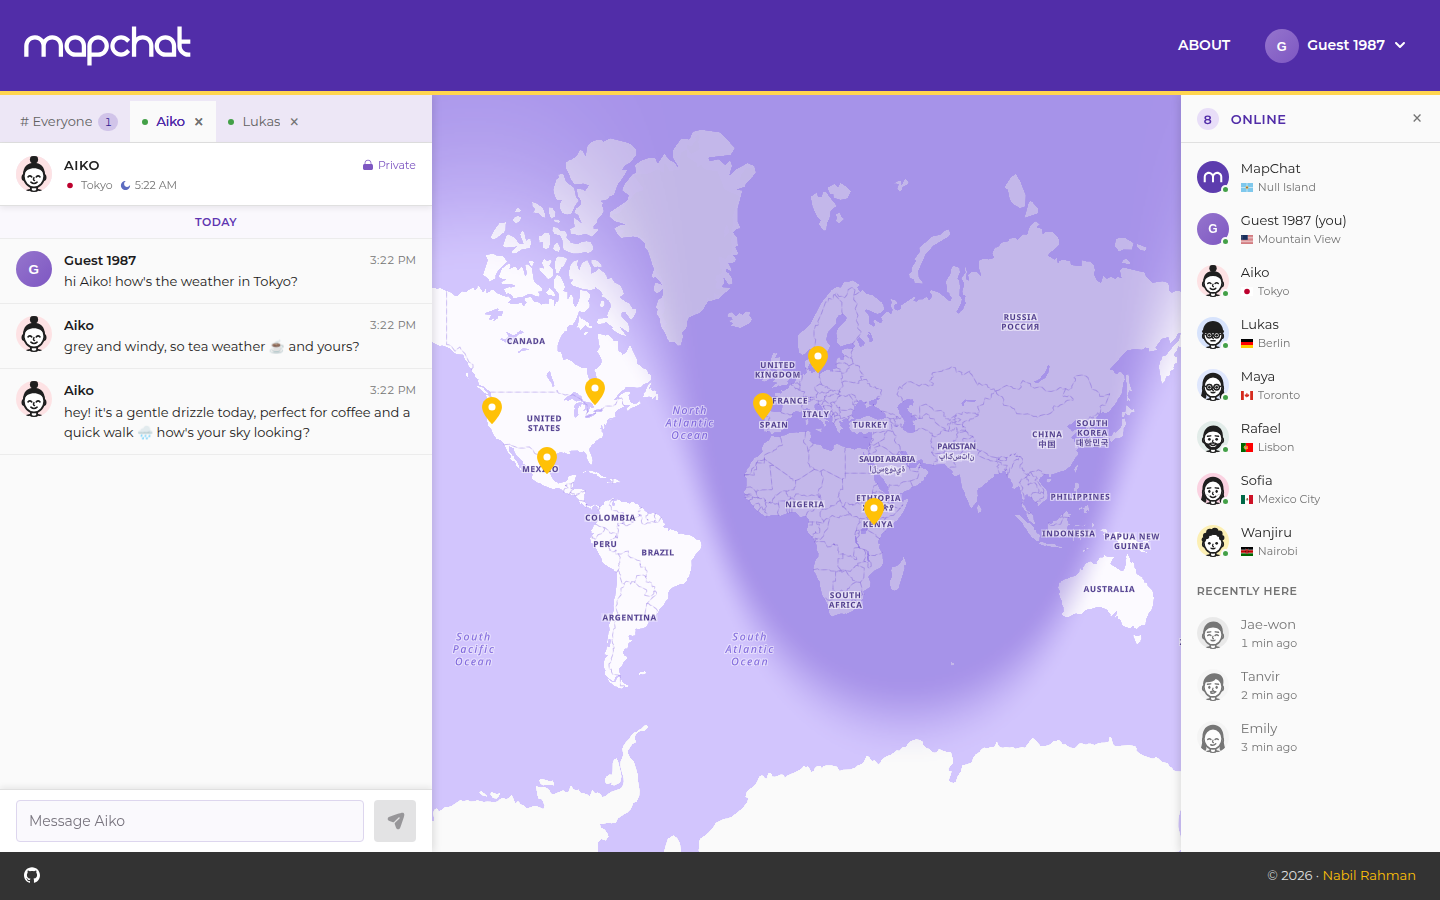 mapchat
ABOUT
G
Guest 1987
# Everyone 1
Aiko ×
Lukas ×
AIKO
Private
Tokyo 5:22 AM
TODAY
G
Guest 1987
3:22 PM
hi Aiko! how's the weather in Tokyo?
Aiko
3:22 PM
grey and windy, so tea weather ☕ and yours?
Aiko
3:22 PM
hey! it's a gentle drizzle today, perfect for coffee and a
quick walk 🌧️ how's your sky looking?
Message Aiko
CANADA
UNITED
STATES
MEXICO
North
Atlantic
Ocean
UNITED
KINGDOM
FRANCE
SPAIN
ITALY
TURKEY
RUSSIA
РОССИЯ
CHINA
中国
SOUTH
KOREA
대한민국
PAKISTAN
پاکستان
SAUDI ARABIA
السعودية
NIGERIA
ETHIOPIA
KENYA
PHILIPPINES
INDONESIA
PAPUA NEW
GUINEA
COLOMBIA
PERU
BRAZIL
ARGENTINA
SOUTH
AFRICA
AUSTRALIA
South
Pacific
Ocean
South
Atlantic
Ocean
8 ONLINE
×
MapChat
Null Island
G
Guest 1987 (you)
Mountain View
Aiko
Tokyo
Lukas
Berlin
Maya
Toronto
Rafael
Lisbon
Sofia
Mexico City
Wanjiru
Nairobi
RECENTLY HERE
Jae-won
1 min ago
Tanvir
2 min ago
Emily
3 min ago
© 2026 · Nabil Rahman